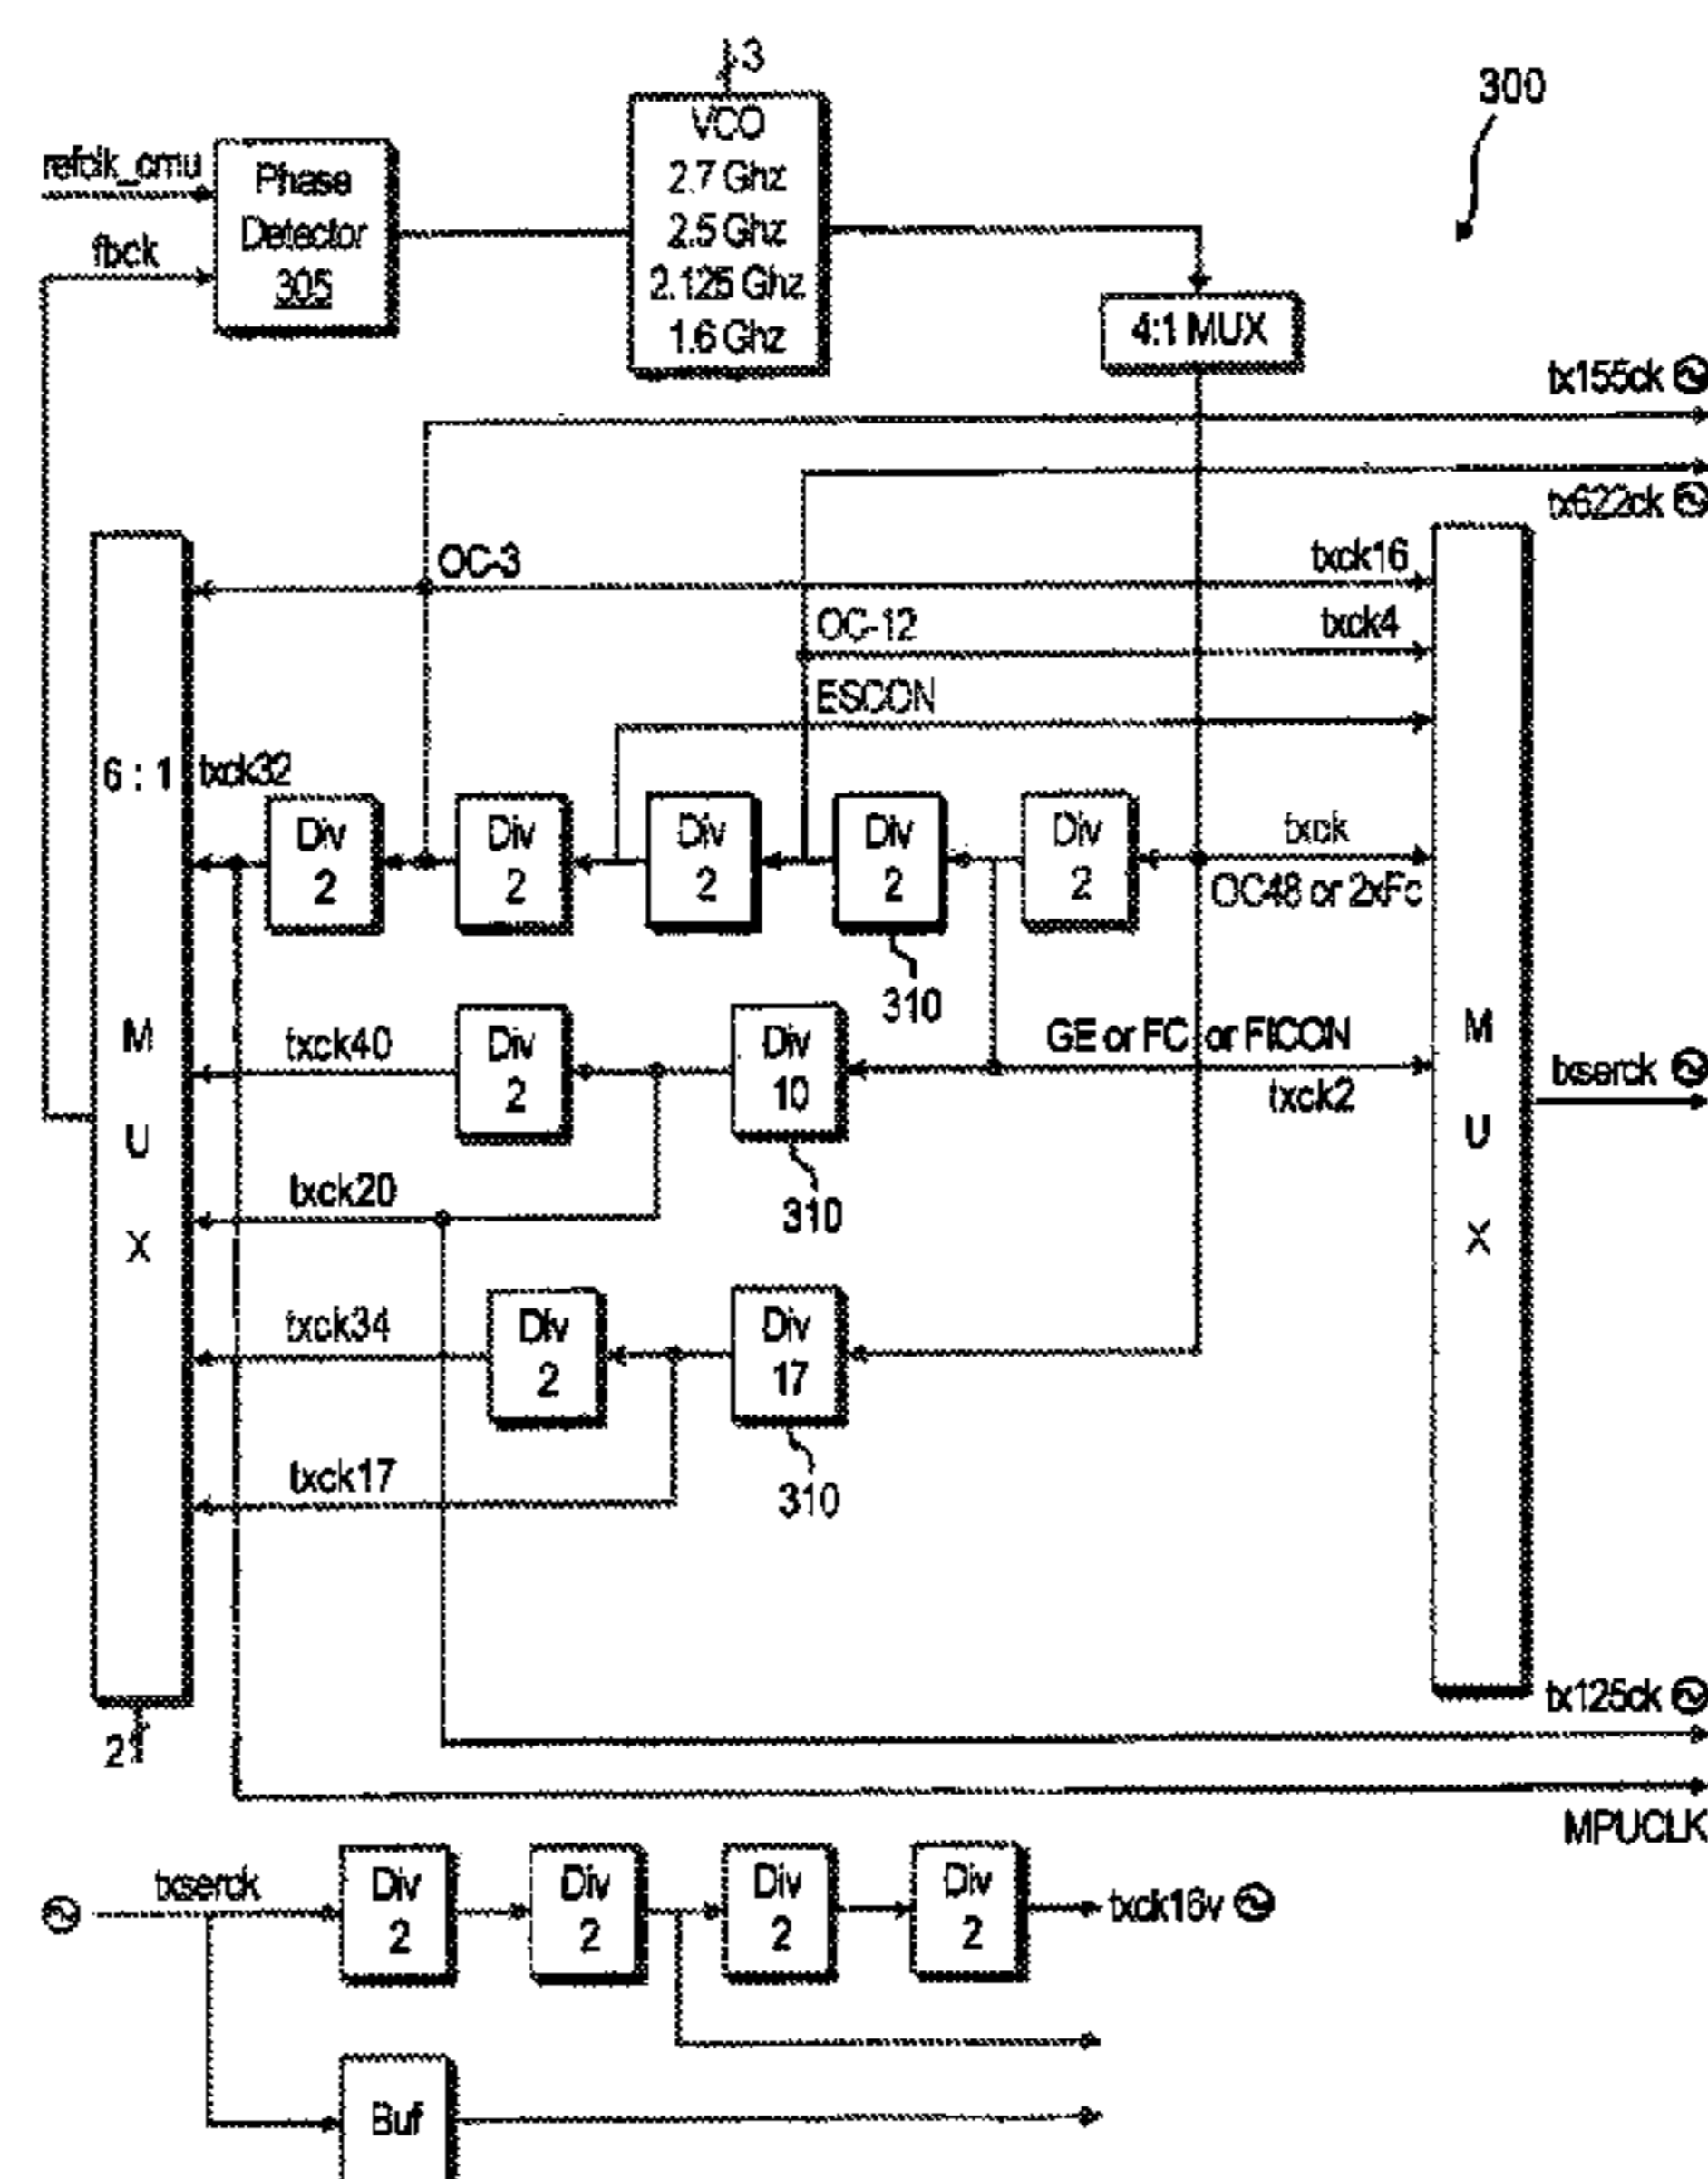 3
300
VCO
2.7 Ghz
2.5 Ghz
2.125 Ghz
1.6 Ghz
refclk_cmu
fbck
Phase
Detector
305
4:1 MUX
tx155ck
tx622ck
OC-3
txck16
OC-12
txck4
ESCON
6 : 1
MUX
txck32
Div
2
Div
2
Div
2
Div
2
Div
2
310
txck
OC48 or 2xFc
MUX
txck40
Div
2
Div
10
310
GE or FC or FICON
txck2
txserck
txck20
txck34
Div
2
Div
17
310
txck17
2
tx125ck
MPUCLK
txserck
Div
2
Div
2
Div
2
Div
2
txck16v
Buf